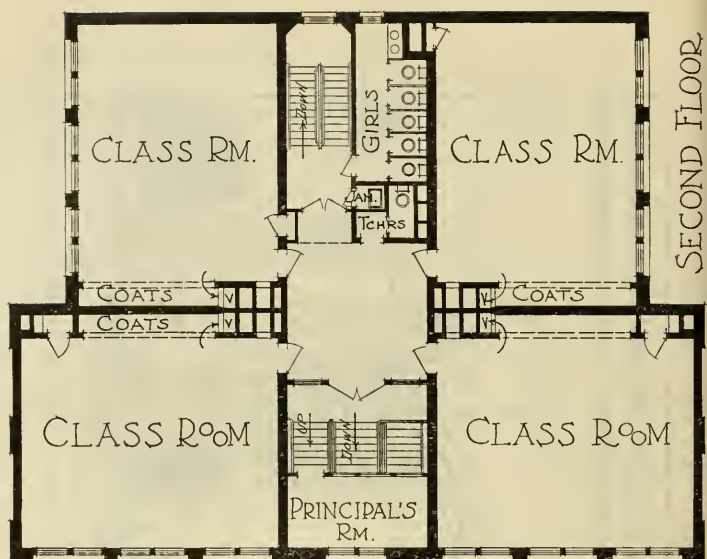 CLASS RM.
DOWN
GIRLS
CLASS RM.
SECOND FLOOR
JAN.
TCHRS
COATS
V
V
COATS
COATS
V
V
CLASS ROOM
UP
DOWN
CLASS ROOM
PRINCIPAL'S
RM.